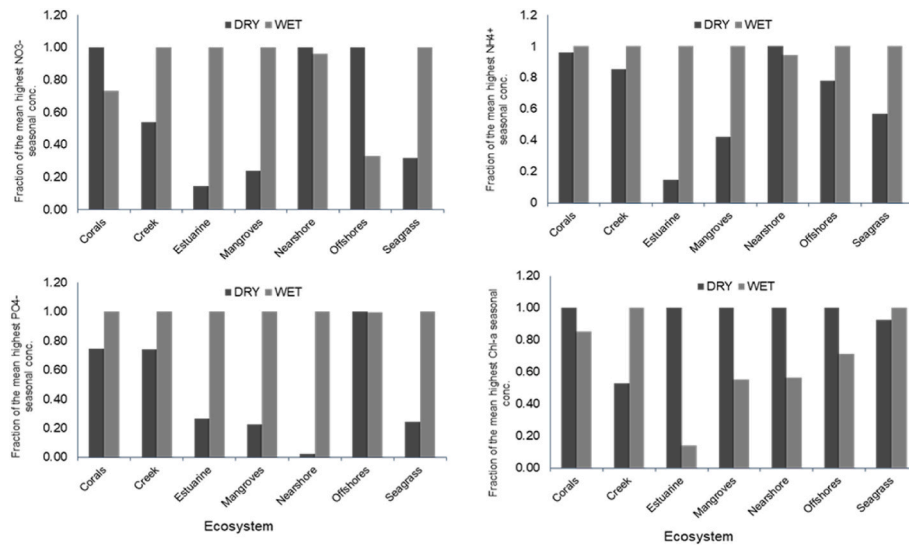 Fraction of the mean highest NO3-
seasonal conc.
DRY WET
1.20
1.00
0.80
0.60
0.40
0.20
0.00
Corals
Creek
Estuarine
Mangroves
Nearshore
Offshores
Seagrass
Fraction of the mean highest NH4+
seasonal conc.
DRY WET
1.2
1
0.8
0.6
0.4
0.2
0
Corals
Creek
Estuarine
Mangroves
Nearshore
Offshores
Seagrass
Fraction of the mean highest PO4-
seasonal conc.
DRY WET
1.20
1.00
0.80
0.60
0.40
0.20
0.00
Corals
Creek
Estuarine
Mangroves
Nearshore
Offshores
Seagrass
Ecosystem
Fraction of the mean highest Chl-a seasonal
conc.
DRY WET
1.20
1.00
0.80
0.60
0.40
0.20
0.00
Corals
Creek
Estuarine
Mangroves
Nearshore
Offshores
Seagrass
Ecosystem